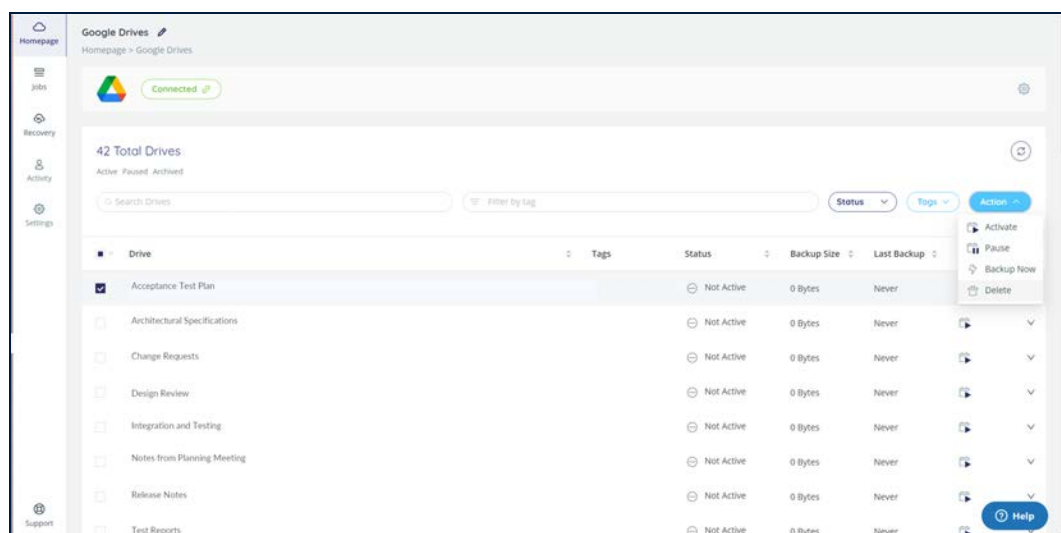 Homepage
Jobs
Recovery
Activity
Settings
Support
Google Drives
Homepage > Google Drives
Connected
42 Total Drives
Active Paused Archived
Search Drives
Filter by tag
Status
Tags
Action
Activate
Pause
Backup Now
Delete
Drive Tags Status Backup Size Last Backup
Acceptance Test Plan Not Active 0 Bytes Never
Architectural Specifications Not Active 0 Bytes Never
Change Requests Not Active 0 Bytes Never
Design Review Not Active 0 Bytes Never
Integration and Testing Not Active 0 Bytes Never
Notes from Planning Meeting Not Active 0 Bytes Never
Release Notes Not Active 0 Bytes Never
Test Reports Not Active 0 Bytes Never
Help